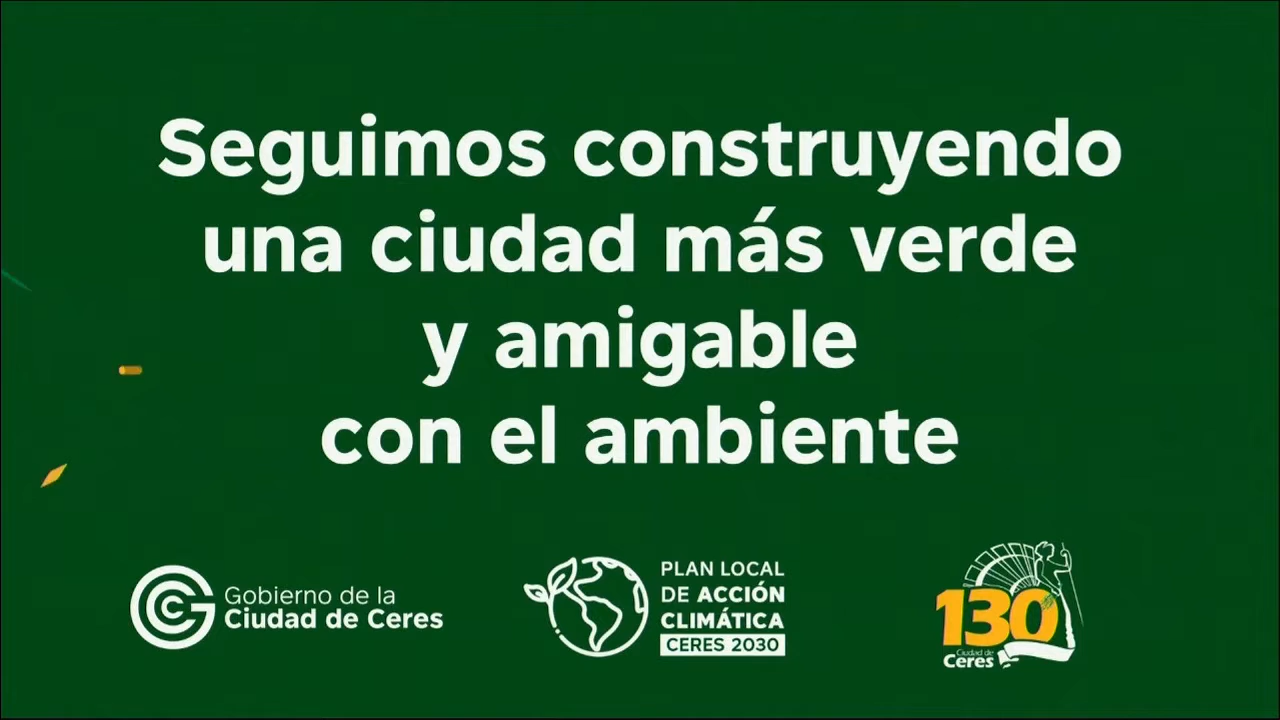 Seguimos construyendo
una ciudad más verde
y amigable
con el ambiente
Gobierno de la
Ciudad de Ceres
PLAN LOCAL
DE ACCIÓN
CLIMÁTICA
CERES 2030
130
Ciudad de
Ceres